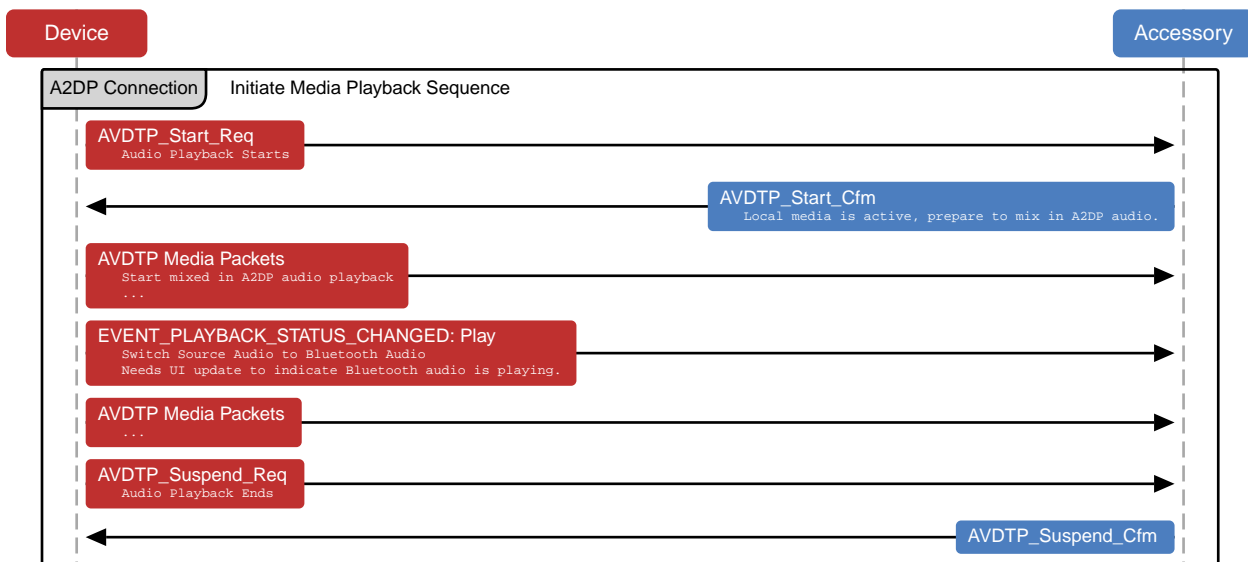 Device
Accessory
A2DP Connection
Initiate Media Playback Sequence
AVDTP_Start_Req
Audio Playback Starts
AVDTP_Start_Cfm
Local media is active, prepare to mix in A2DP audio.
AVDTP Media Packets
Start mixed in A2DP audio playback
...
EVENT_PLAYBACK_STATUS_CHANGED: Play
Switch Source Audio to Bluetooth Audio
Needs UI update to indicate Bluetooth audio is playing.
AVDTP Media Packets
...
AVDTP_Suspend_Req
Audio Playback Ends
AVDTP_Suspend_Cfm